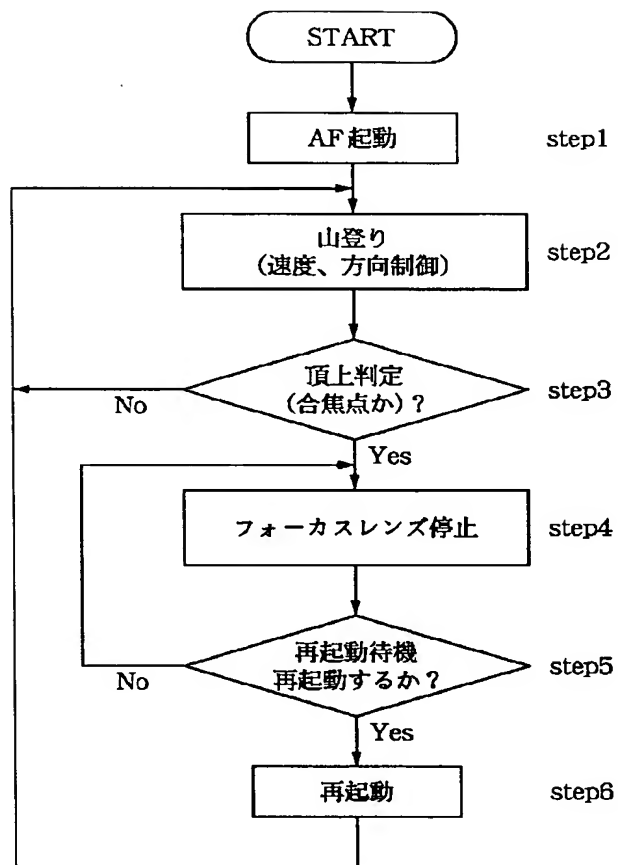 START
AF起動 step1
山登り
(速度、方向制御) step2
頂上判定
(合焦点か)? step3
No
Yes
フォーカスレンズ停止 step4
再起動待機
再起動するか? step5
No
Yes
再起動 step6